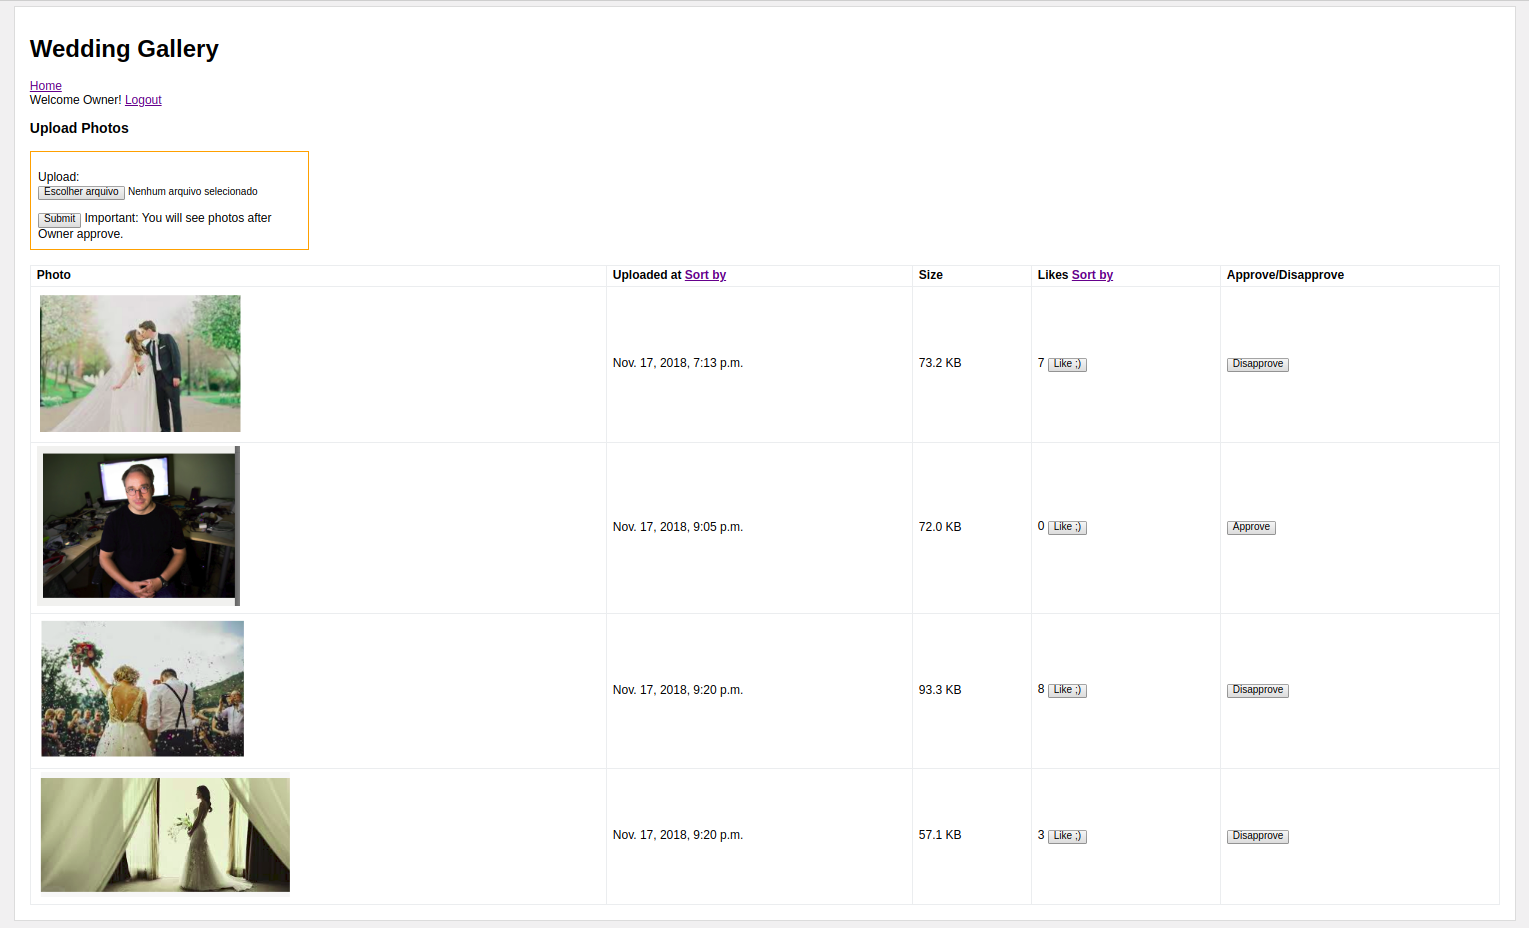 Wedding Gallery
Home
Welcome Owner! Logout
Upload Photos
Upload:
Escolher arquivo Nenhum arquivo selecionado
Submit Important: You will see photos after
Owner approve.
Photo Uploaded at Sort by Size Likes Sort by Approve/Disapprove
Nov. 17, 2018, 7:13 p.m. 73.2 KB 7 Like ;) Disapprove
Nov. 17, 2018, 9:05 p.m. 72.0 KB 0 Like ;) Approve
Nov. 17, 2018, 9:20 p.m. 93.3 KB 8 Like ;) Disapprove
Nov. 17, 2018, 9:20 p.m. 57.1 KB 3 Like ;) Disapprove